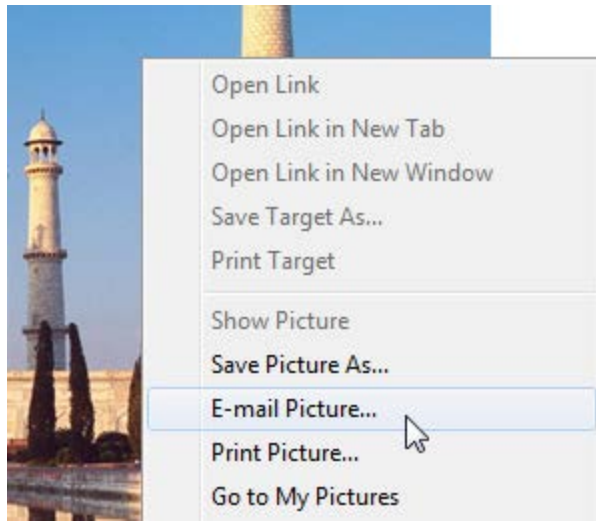 Open Link
Open Link in New Tab
Open Link in New Window
Save Target As...
Print Target
Show Picture
Save Picture As...
E-mail Picture...
Print Picture...
Go to My Pictures